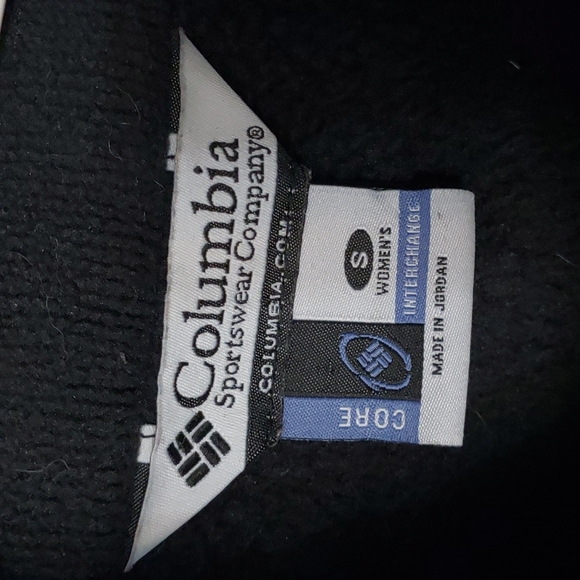 Columbia
Sportswear Company®
COLUMBIA.COM
S
WOMEN'S
INTERCHANGE
CORE
MADE IN JORDAN